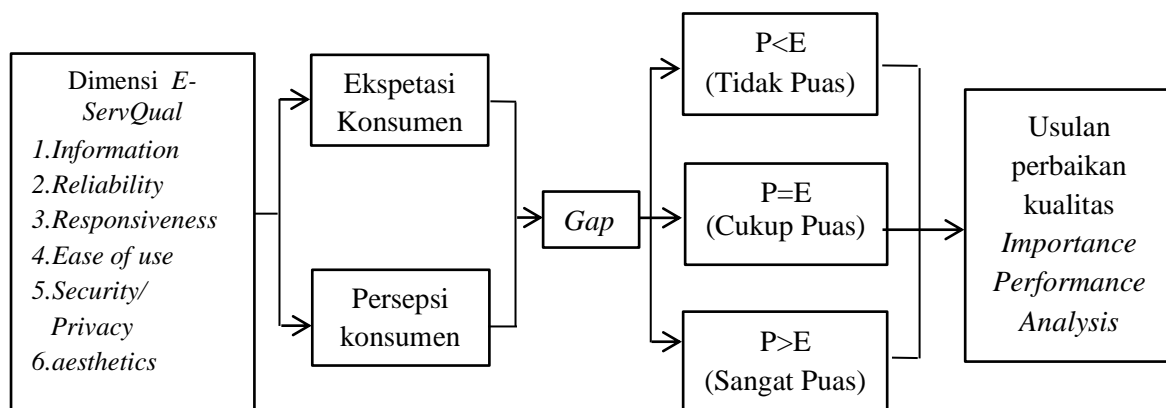 Dimensi E-
ServQual
1.Information
2.Reliability
3.Responsiveness
4.Ease of use
5.Security/
Privacy
6.aesthetics
Ekspetasi
Konsumen
Persepsi
konsumen
Gap
P<E
(Tidak Puas)
P=E
(Cukup Puas)
P>E
(Sangat Puas)
Usulan
perbaikan
kualitas
Importance
Performance
Analysis